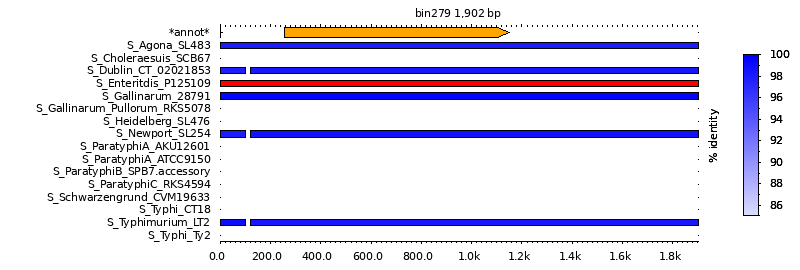 bin279 1,902 bp
*annot*
S_Agona_SL483
S_Choleraesuis_SCB67
S_Dublin_CT_02021853
S_Enteritdis_P125109
S_Gallinarum_28791
S_Gallinarum_Pullorum_RKS5078
S_Heidelberg_SL476
S_Newport_SL254
S_ParatyphiA_AKU12601
S_ParatyphiA_ATCC9150
S_ParatyphiB_SPB7.accessory
S_ParatyphiC_RKS4594
S_Schwarzengrund_CVM19633
S_Typhi_CT18
S_Typhimurium_LT2
S_Typhi_Ty2
0.0 200.0 400.0 600.0 800.0 1.0k 1.2k 1.4k 1.6k 1.8k
% identity
100
98
96
94
92
90
88
86